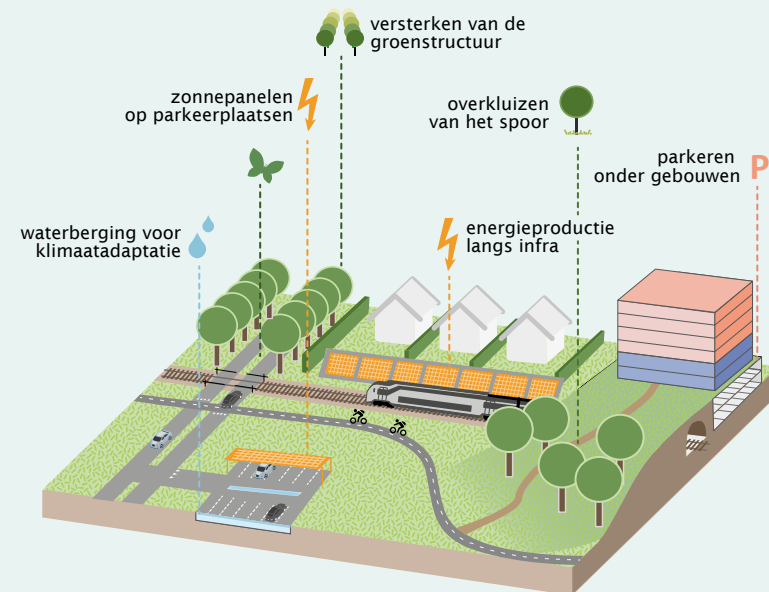 versterken van de
groenstructuur
zonnepanelen
op parkeerplaatsen
overkluizen
van het spoor
parkeren
onder gebouwen
P
waterberging voor
klimaatadaptatie
energieproductie
langs infra